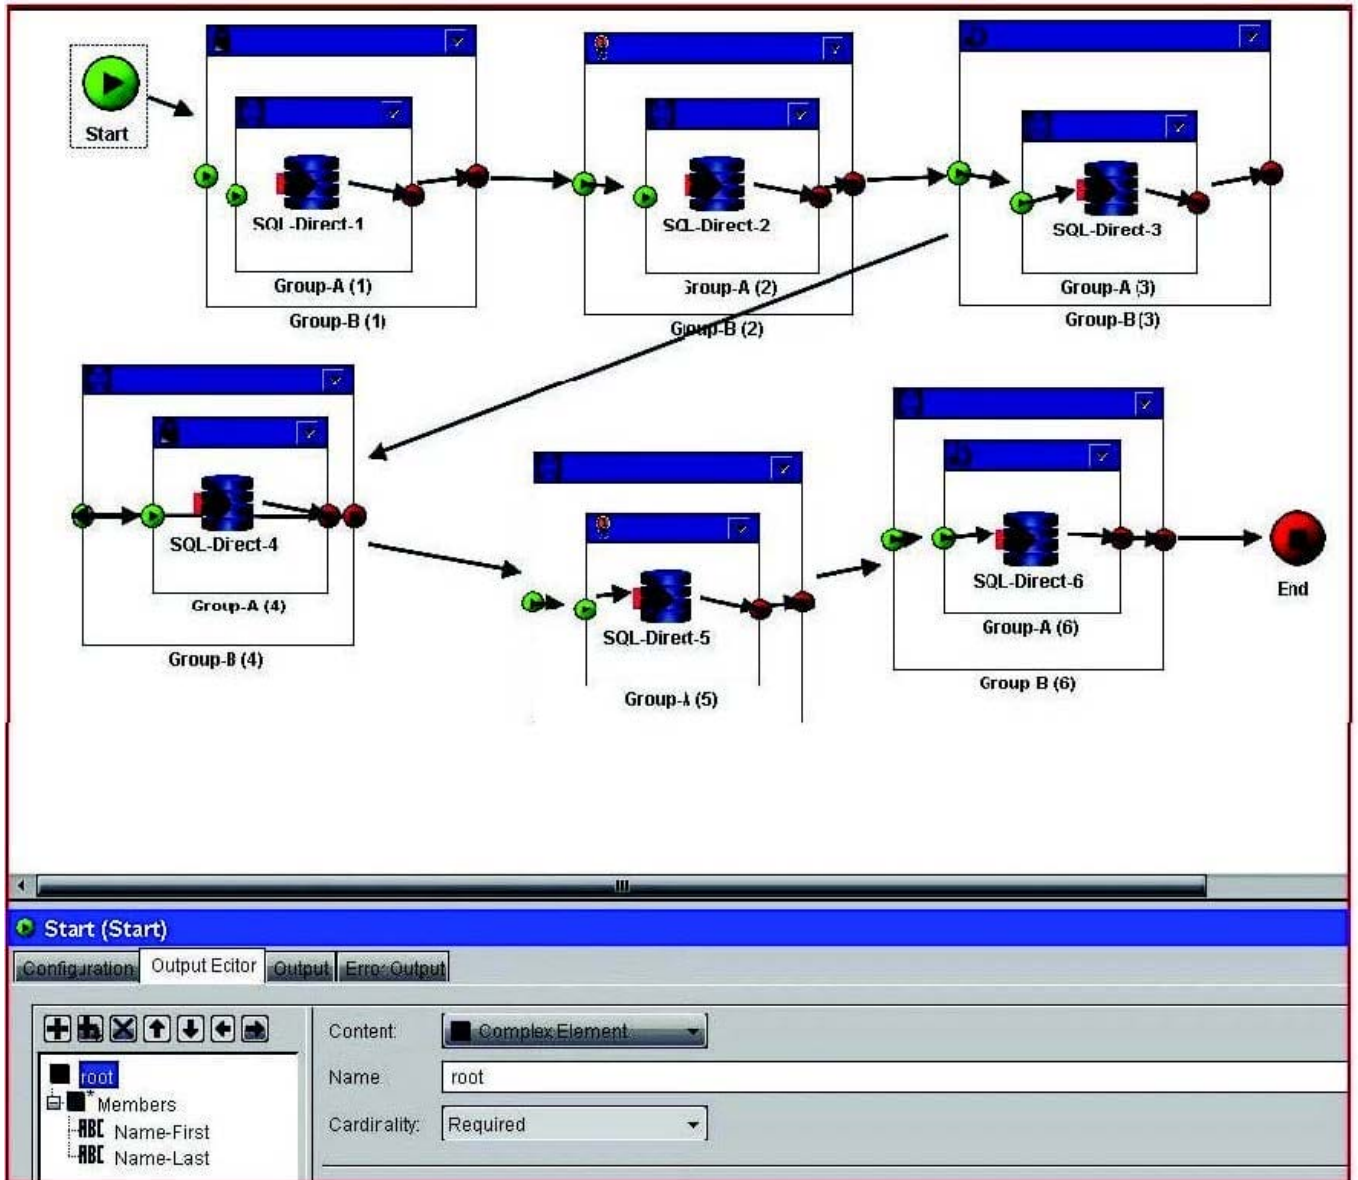 Start
SQL-Direct-1
Group-A (1)
Group-B (1)
SQL-Direct-2
Group-A (2)
Group-B (2)
SQL-Direct-3
Group-A (3)
Group-B (3)
SQL-Direct-4
Group-A (4)
Group-B (4)
SQL-Direct-5
Group-A (5)
SQL-Direct-6
Group-A (6)
Group B (6)
End
Start (Start)
Configuration Output Editor Output Error Output
Content: Complex Element
root
Name root
Members
Cardinality: Required
ABC Name-First
ABC Name-Last